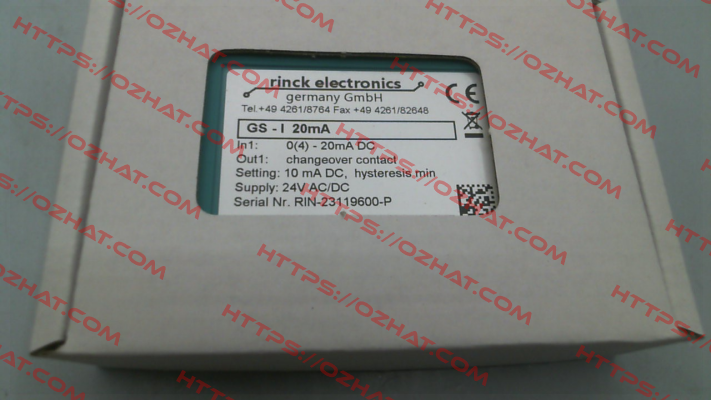 rinck electronics
germany GmbH
Tel.+49 4261/8764 Fax +49 4261/82648
CE
GS - I 20mA
In1: 0(4) - 20mA DC
Out1: changeover contact
Setting: 10 mA DC, hysteresis min
Supply: 24V AC/DC
Serial Nr. RIN-23119600-P
HTTPS://OZHAT.COM